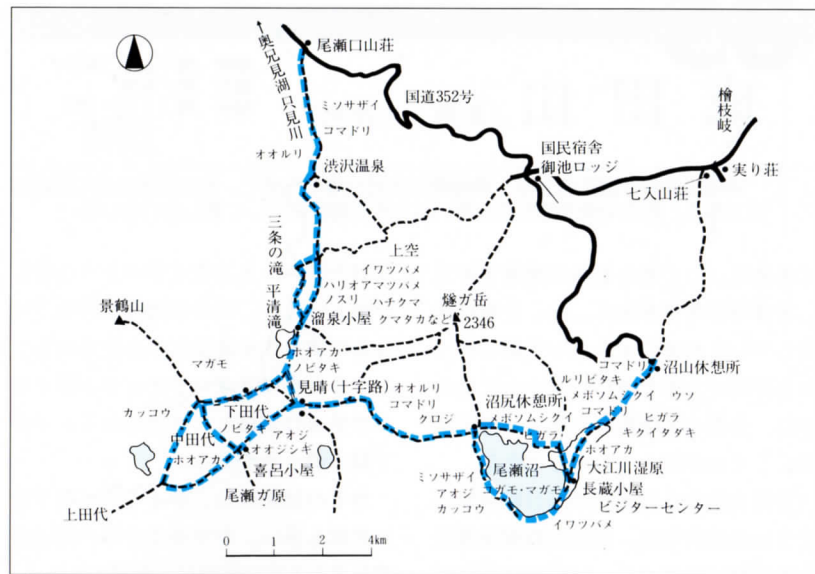 尾瀬口山荘
奥只見湖 只見川
国道352号
檜枝岐
ミソサザイ
コマドリ
オオルリ
渋沢温泉
国民宿舎
御池ロッジ
七入山荘
実り荘
三条の滝 平清滝
上空
イワツバメ
ハリオアマツバメ
ノスリ ハチクマ
クマタカなど
燧ガ岳
2346
景鶴山
温泉小屋
ホオアカ
ノビタキ
マガモ
見晴(十字路)
オオルリ
コマドリ
クロジ
沼尻休憩所
メボソムシクイ
ヒガラ
コマドリ
ルリビタキ
メボソムシクイ
コマドリ
沼山休憩所
ウソ
ヒガラ
キクイタダキ
カッコウ
下田代
ノビタキ
中田代
ホオアカ
アオジ
オオジシギ
喜呂小屋
尾瀬ガ原
上田代
ホオアカ
大江川湿原
尾瀬沼
コガモ・マガモ
長蔵小屋
ビジターセンター
ミソサザイ
アオジ
カッコウ
イワツバメ
0 1 2 4km